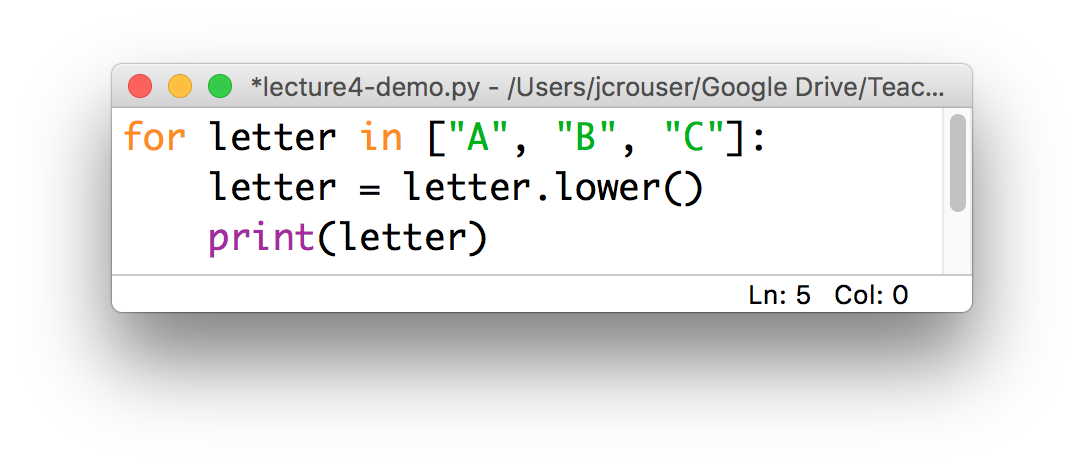 *lecture4-demo.py - /Users/jcrouser/Google Drive/Teac...
for letter in ["A", "B", "C"]:
    letter = letter.lower()
    print(letter)
Ln: 5 Col: 0